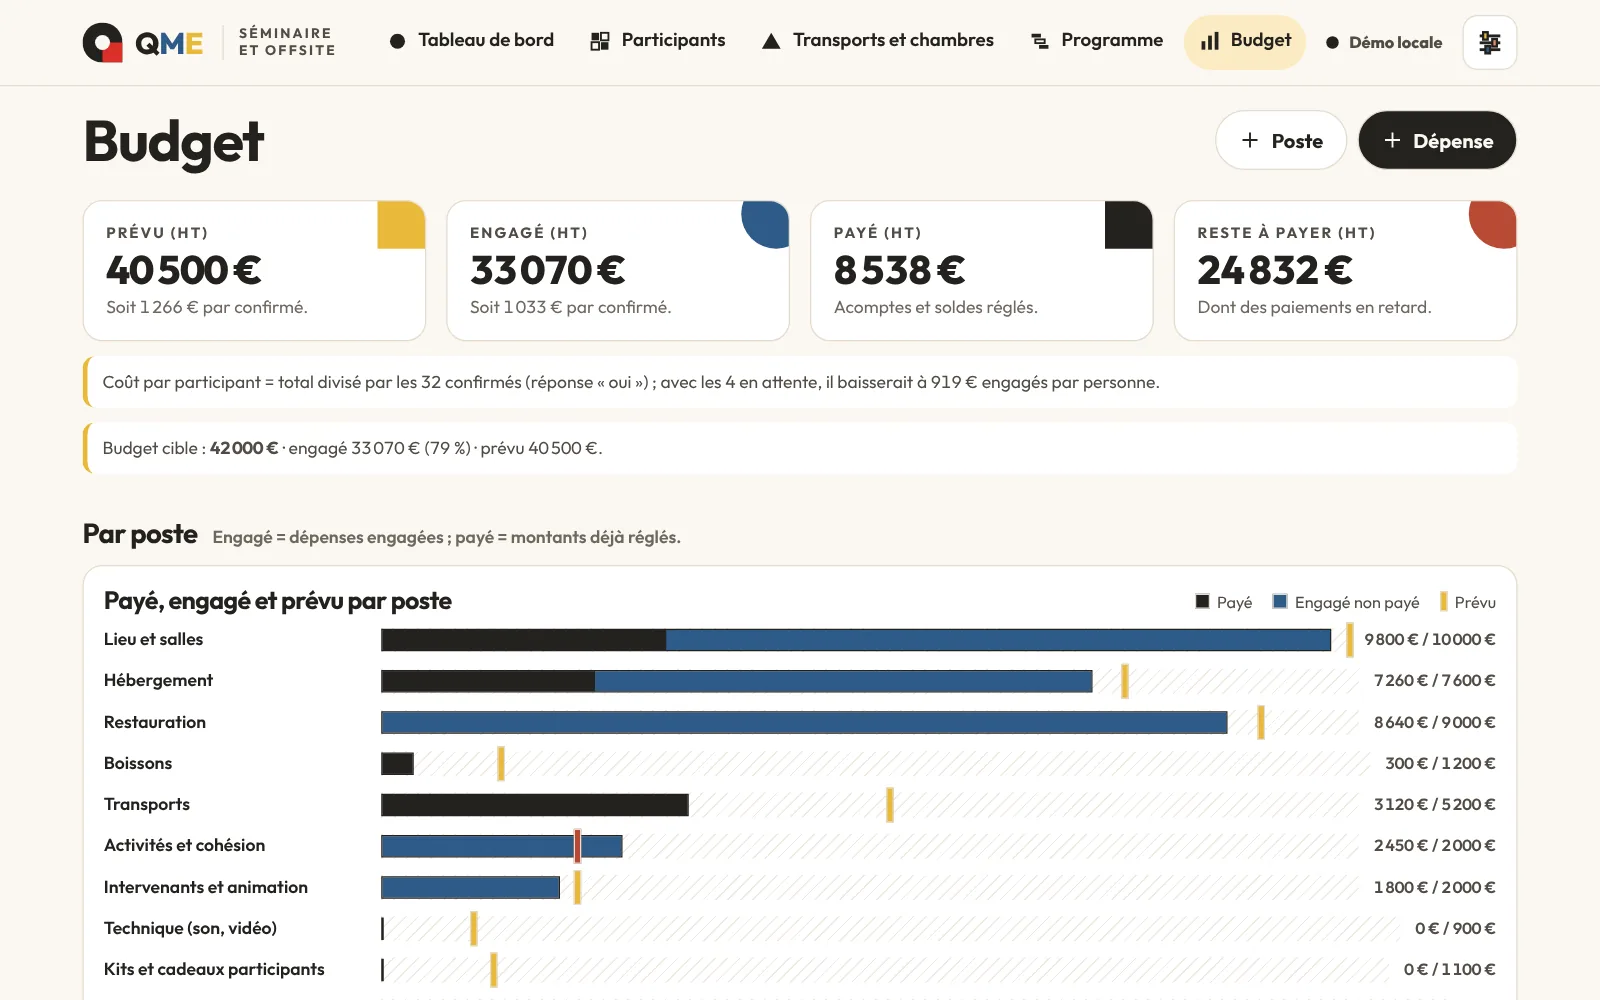 QME
SÉMINAIRE
ET OFFSITE
Tableau de bord
Participants
Transports et chambres
Programme
Budget
Démo locale
Budget
+ Poste
+ Dépense
PRÉVU (HT)
40 500 €
Soit 1 266 € par confirmé.
ENGAGÉ (HT)
33 070 €
Soit 1 033 € par confirmé.
PAYÉ (HT)
8 538 €
Acomptes et soldes réglés.
RESTE À PAYER (HT)
24 832 €
Dont des paiements en retard.
Coût par participant = total divisé par les 32 confirmés (réponse « oui ») ; avec les 4 en attente, il baisserait à 919 € engagés par personne.
Budget cible : 42 000 € · engagé 33 070 € (79 %) · prévu 40 500 €.
Par poste Engagé = dépenses engagées ; payé = montants déjà réglés.
Payé, engagé et prévu par poste
Payé
Engagé non payé
Prévu
Lieu et salles 9 800 € / 10 000 €
Hébergement 7 260 € / 7 600 €
Restauration 8 640 € / 9 000 €
Boissons 300 € / 1 200 €
Transports 3 120 € / 5 200 €
Activités et cohésion 2 450 € / 2 000 €
Intervenants et animation 1 800 € / 2 000 €
Technique (son, vidéo) 0 € / 900 €
Kits et cadeaux participants 0 € / 1 100 €